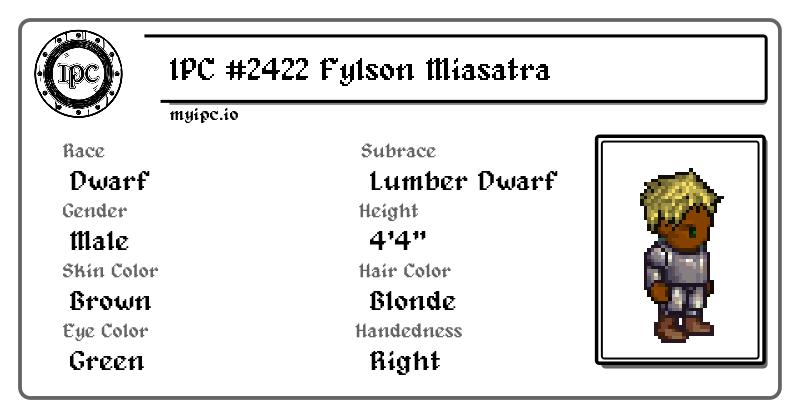 IPC
IPC #2422 Fylson Miasatra
myipc.io
Race
Dwarf
Subrace
Lumber Dwarf
Gender
Male
Height
4'4"
Skin Color
Brown
Hair Color
Blonde
Eye Color
Green
Handedness
Right